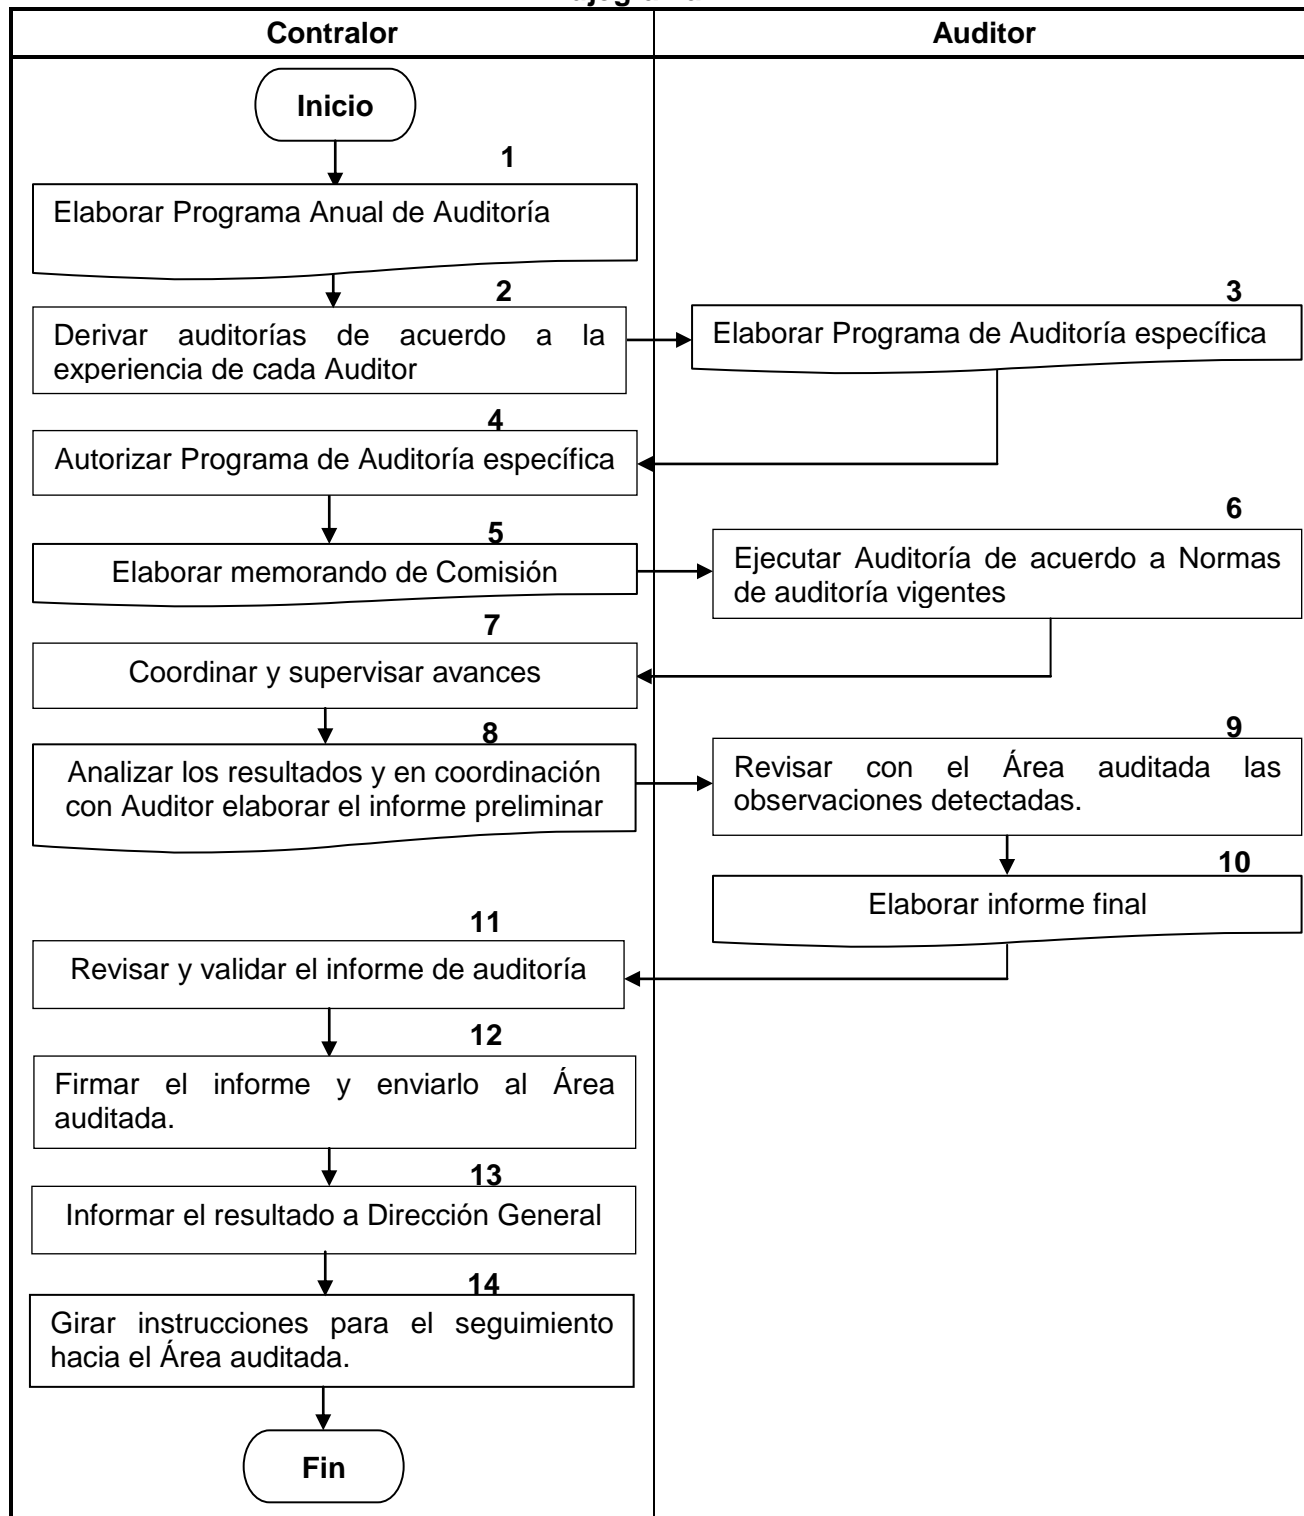 Contralor
Auditor
Inicio
1
Elaborar Programa Anual de Auditoría
2
Derivar auditorías de acuerdo a la
experiencia de cada Auditor
3
Elaborar Programa de Auditoría específica
4
Autorizar Programa de Auditoría específica
5
Elaborar memorando de Comisión
6
Ejecutar Auditoría de acuerdo a Normas
de auditoría vigentes
7
Coordinar y supervisar avances
8
Analizar los resultados y en coordinación
con Auditor elaborar el informe preliminar
9
Revisar con el Área auditada las
observaciones detectadas.
10
Elaborar informe final
11
Revisar y validar el informe de auditoría
12
Firmar el informe y enviarlo al Área
auditada.
13
Informar el resultado a Dirección General
14
Girar instrucciones para el seguimiento
hacia el Área auditada.
Fin